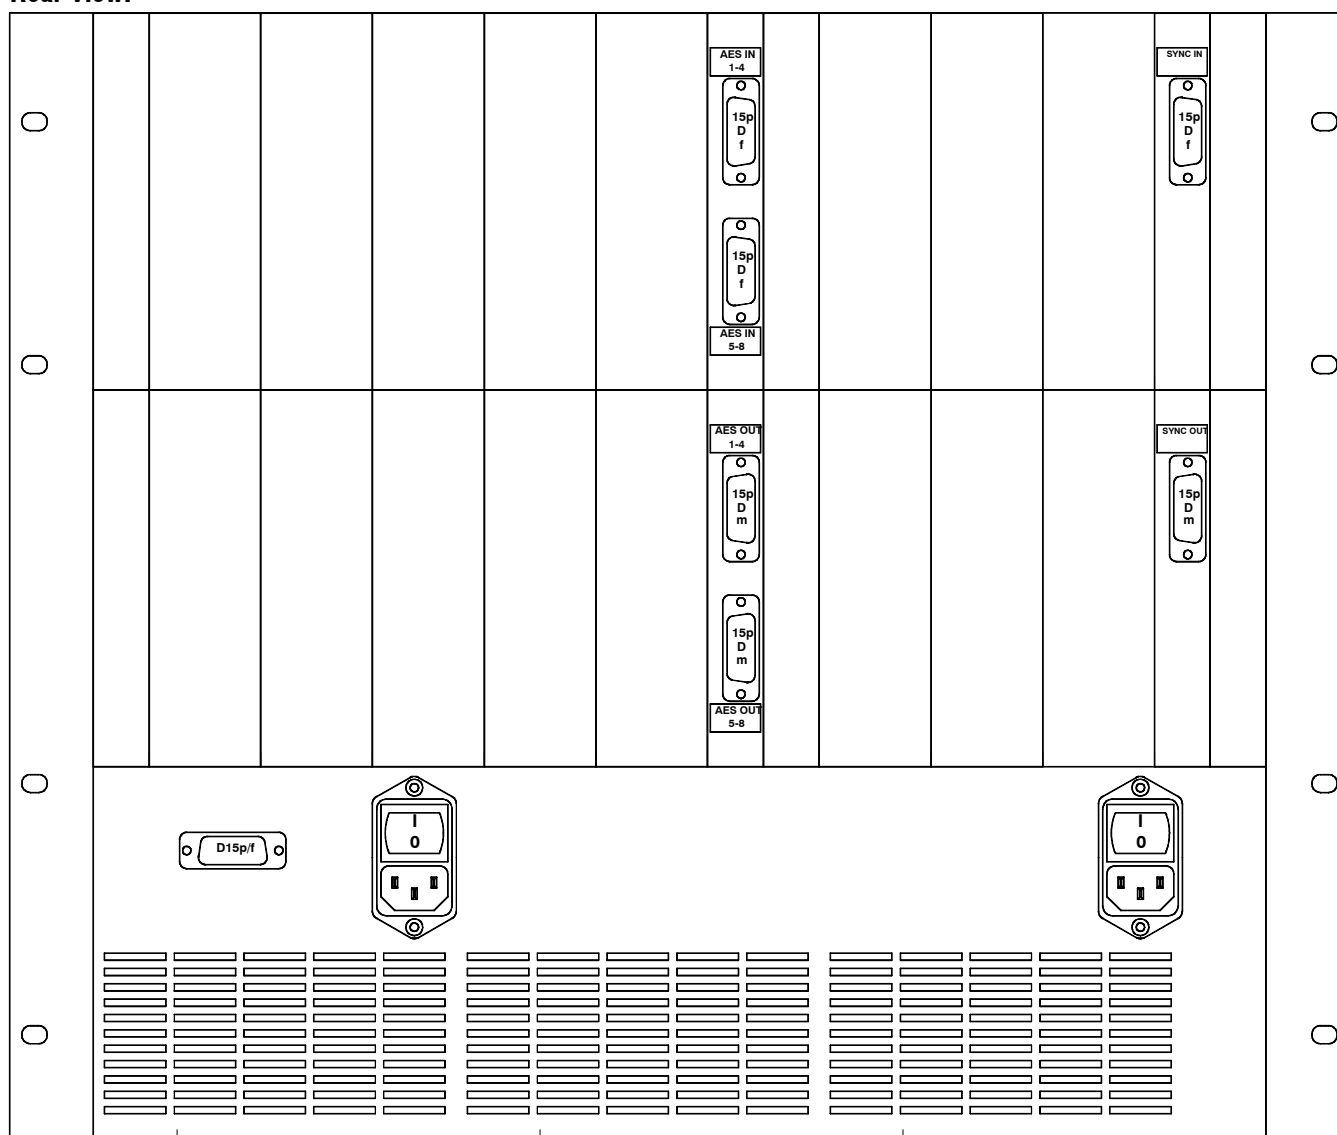 Rear View:
AES IN
1-4
15p
D
f
SYNC IN
15p
D
f
15p
D
f
AES IN
5-8
AES OUT
1-4
15p
D
m
SYNC OUT
15p
D
m
15p
D
m
AES OUT
5-8
D15p/f
I
0
I
0